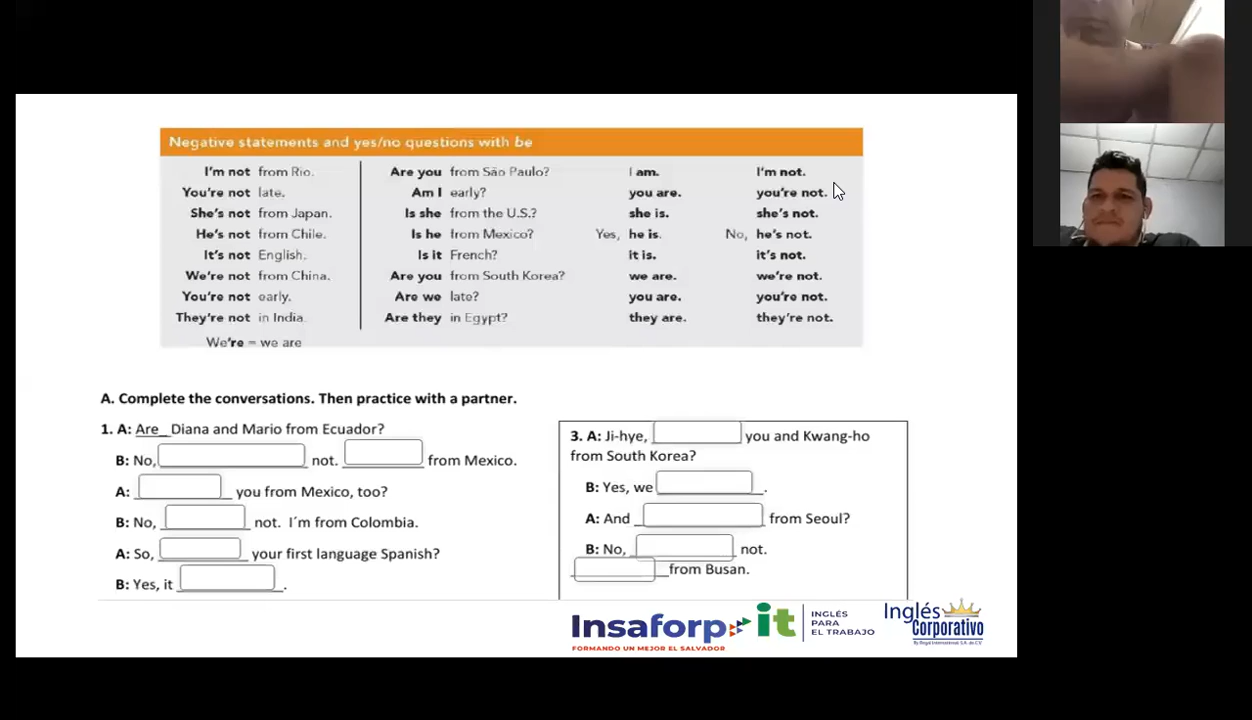 Negative statements and yes/no questions with be
I'm not from Rio. Are you from São Paulo? I am. I'm not.
You're not late. Am I early? you are. you're not.
She's not from Japan. Is she from the U.S.? she is. she's not.
He's not from Chile. Is he from Mexico? Yes, he is. No, he's not.
It's not English. Is it French? it is. it's not.
We're not from China. Are you from South Korea? we are. we're not.
You're not early. Are we late? you are. you're not.
They're not in India. Are they in Egypt? they are. they're not.
We're = we are
A. Complete the conversations. Then practice with a partner.
1. A: Are_ Diana and Mario from Ecuador?
B: No, not. from Mexico.
A: you from Mexico, too?
B: No, not. I´m from Colombia.
A: So, your first language Spanish?
B: Yes, it .
3. A: Ji-hye, you and Kwang-ho
from South Korea?
B: Yes, we .
A: And from Seoul?
B: No, not.
from Busan.
Insaforp
FORMANDO UN MEJOR EL SALVADOR
it
INGLÉS
PARA
EL TRABAJO
Inglés
Corporativo